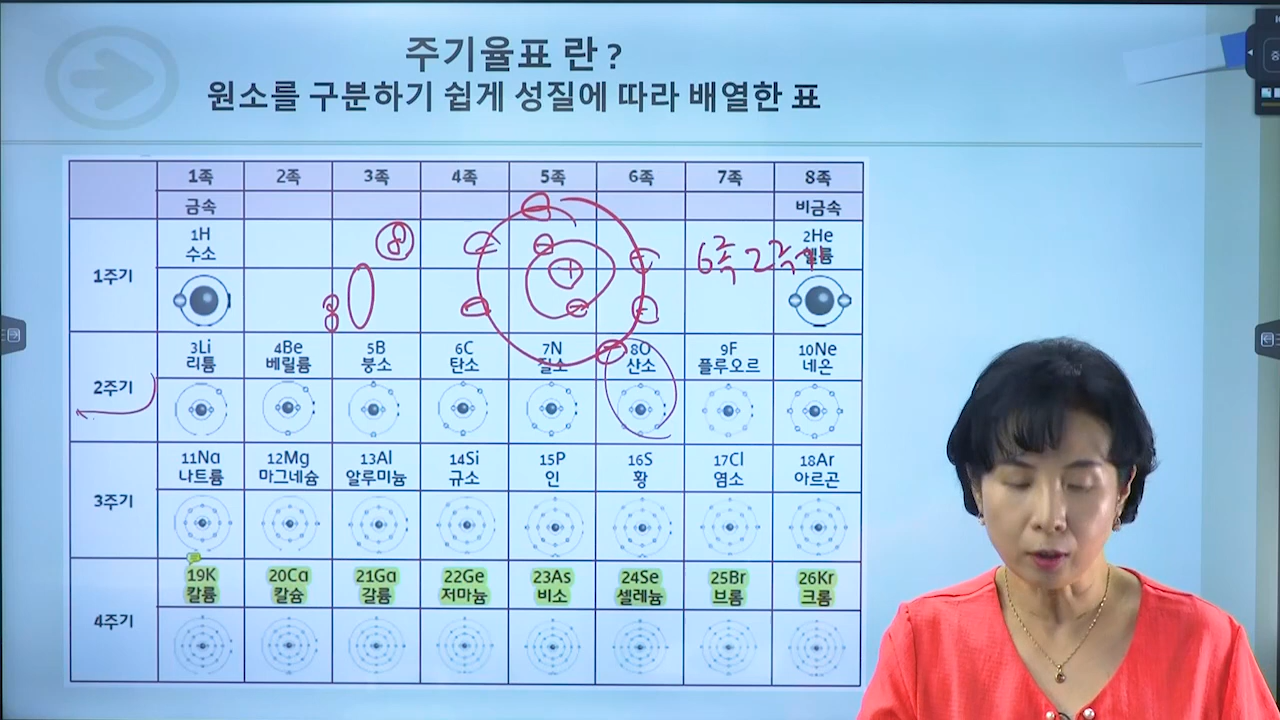 주기율표 란 ?
원소를 구분하기 쉽게 성질에 따라 배열한 표
1족 2족 3족 4족 5족 6족 7족 8족
금속 비금속
1주기
1H 2He
수소 헬륨
8
8
6족 2주기
2주기
3Li 4Be 5B 6C 7N 8O 9F 10Ne
리튬 베릴륨 붕소 탄소 질소 산소 플루오르 네온
3주기
11Na 12Mg 13Al 14Si 15P 16S 17Cl 18Ar
나트륨 마그네슘 알루미늄 규소 인 황 염소 아르곤
4주기
19K 20Ca 21Ga 22Ge 23As 24Se 25Br 26Kr
칼륨 칼슘 갈륨 저마늄 비소 셀레늄 브롬 크롬